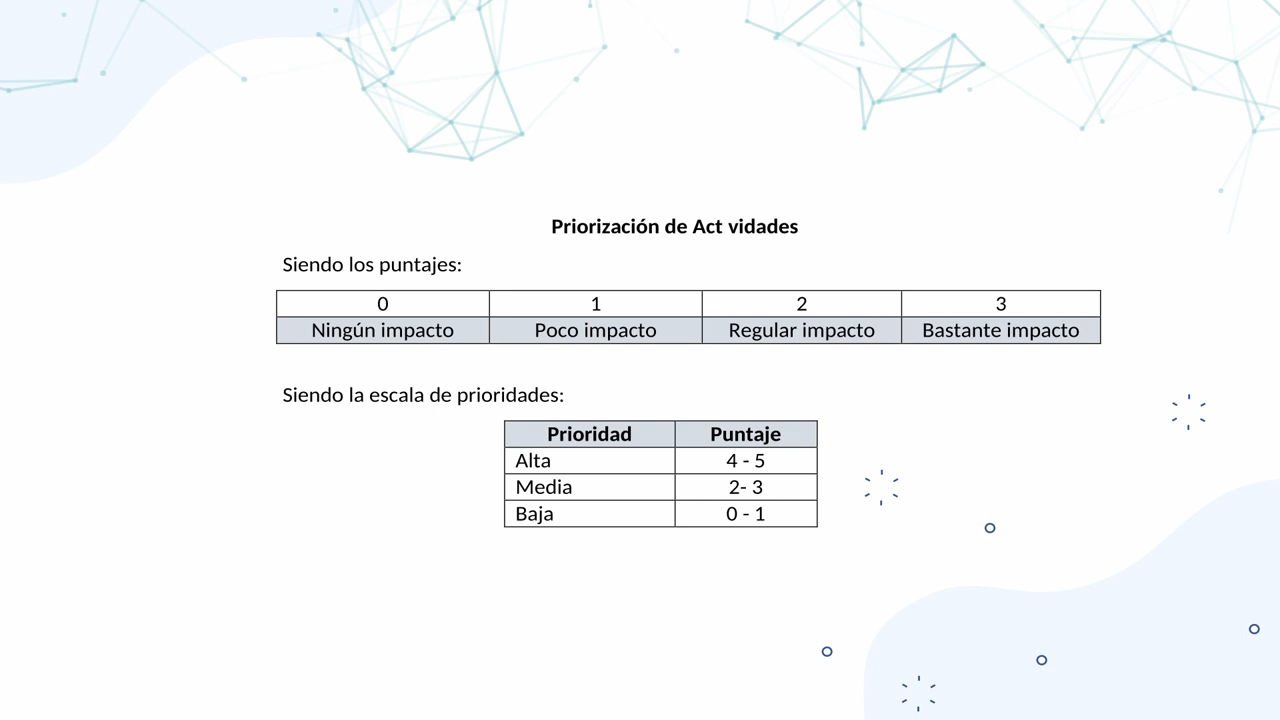 Priorización de Act vidades
Siendo los puntajes:
0 1 2 3
Ningún impacto Poco impacto Regular impacto Bastante impacto
Siendo la escala de prioridades:
Prioridad Puntaje
Alta 4 - 5
Media 2- 3
Baja 0 - 1